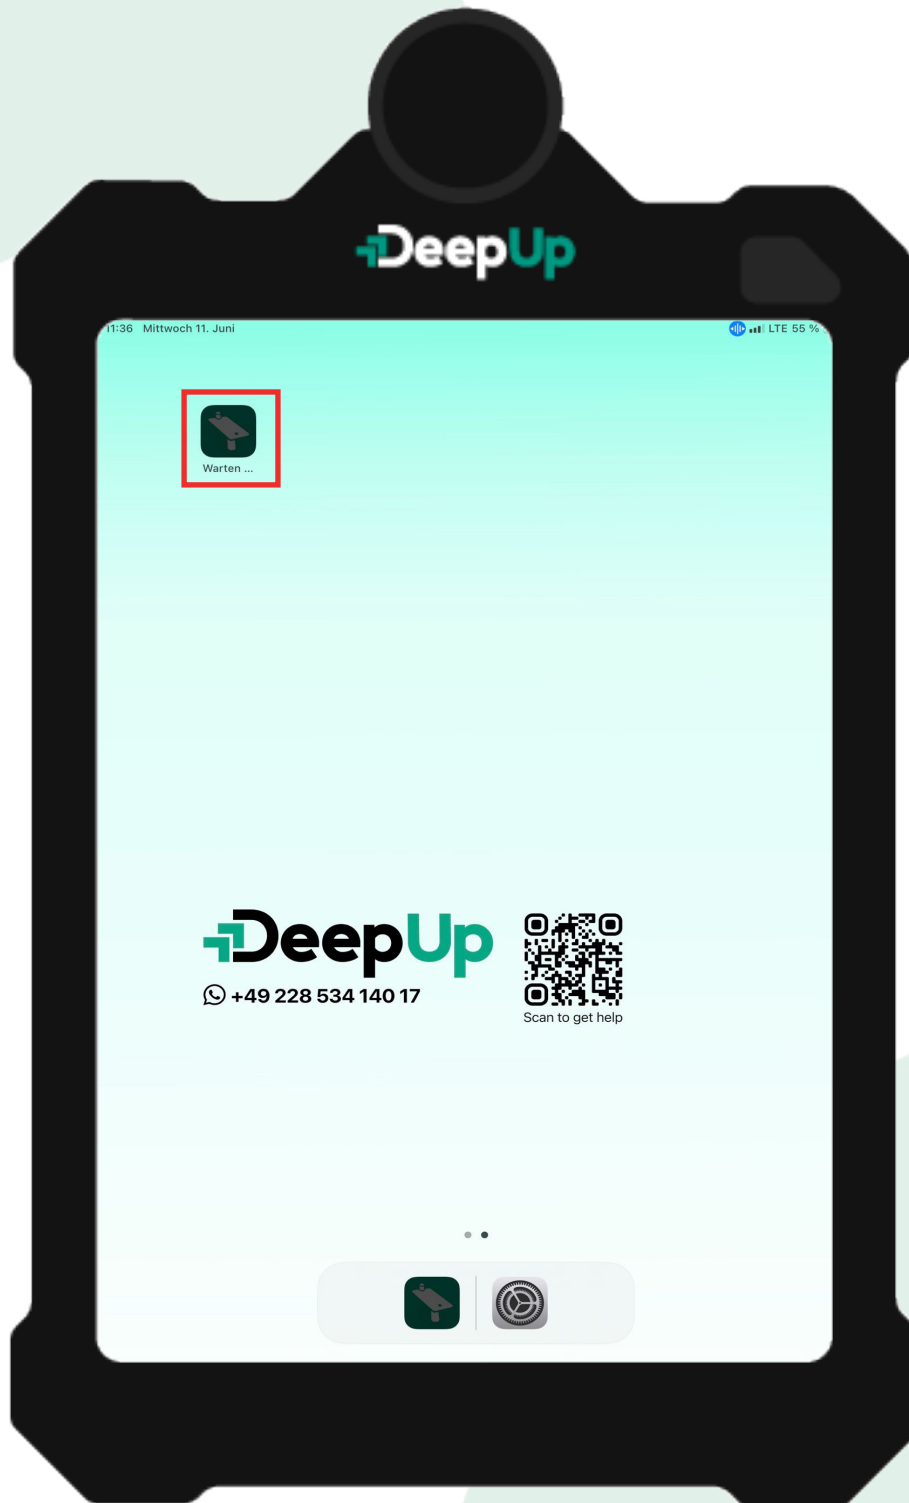 DeepUp
11:36 Mittwoch 11. Juni
LTE 55 %
Warten ...
DeepUp
+49 228 534 140 17
Scan to get help